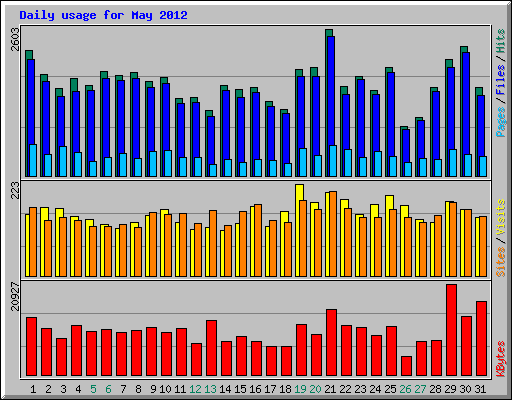 Daily usage for May 2012
2603
Pages / Files / Hits
223
Sites / Visits
20927
KBytes
1 2 3 4 5 6 7 8 9 10 11 12 13 14 15 16 17 18 19 20 21 22 23 24 25 26 27 28 29 30 31